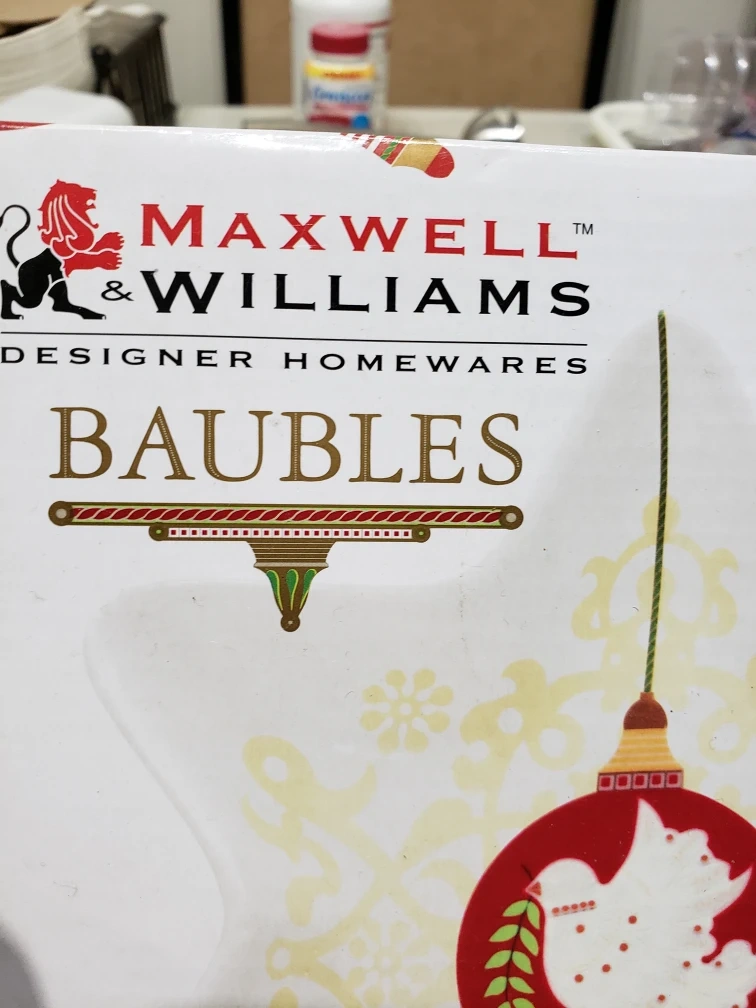 MAXWELL™
& WILLIAMS
DESIGNER HOMEWARES
BAUBLES